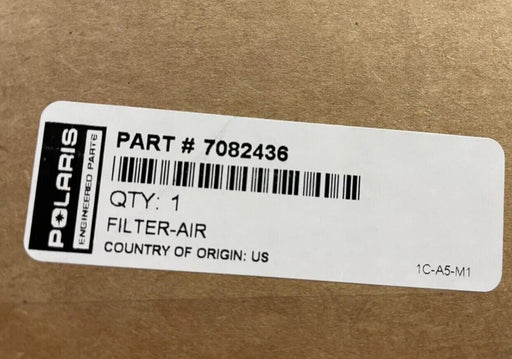 POLARIS
ENGINEERED PARTS
PART # 7082436
QTY: 1
FILTER-AIR
COUNTRY OF ORIGIN: US
1C-A5-M1